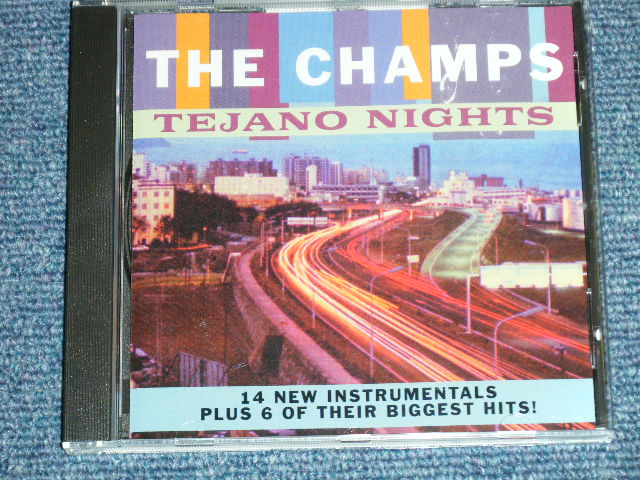 THE CHAMPS
TEJANO NIGHTS
14 NEW INSTRUMENTALS
PLUS 6 OF THEIR BIGGEST HITS!